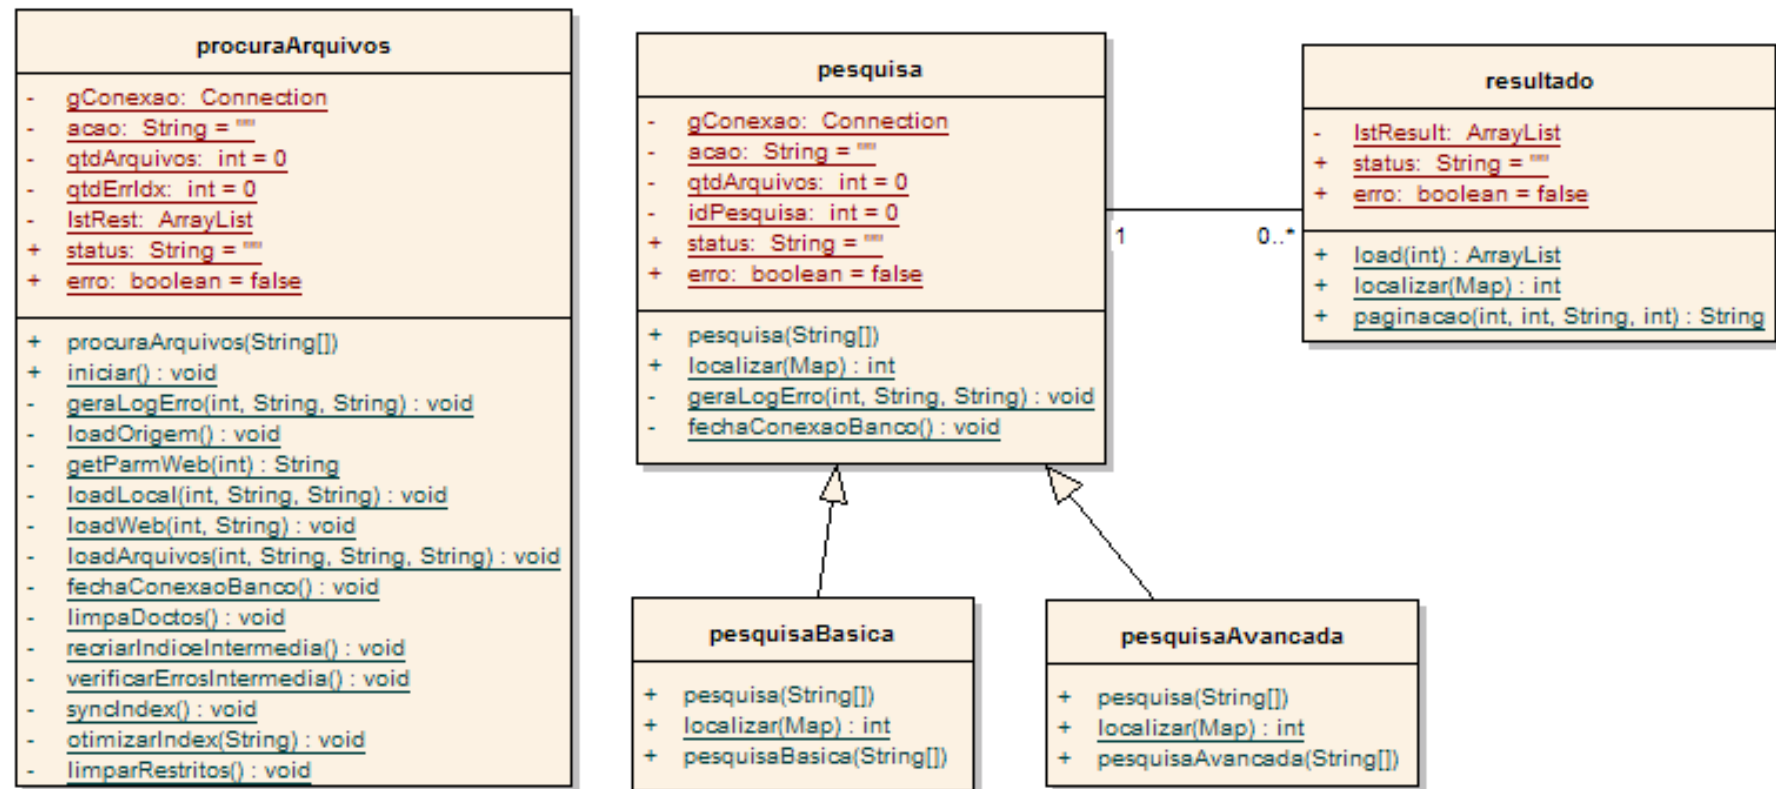 procuraArquivos
- gConexao: Connection
- acao: String = ""
- qtdArquivos: int = 0
- qtdErrIdx: int = 0
- lstRest: ArrayList
+ status: String = ""
+ erro: boolean = false
+ procuraArquivos(String[])
+ iniciar() : void
- geraLogErro(int, String, String) : void
- loadOrigem() : void
- getParmWeb(int) : String
- loadLocal(int, String, String) : void
- loadWeb(int, String) : void
- loadArquivos(int, String, String, String) : void
- fechaConexaoBanco() : void
- limpaDoctos() : void
- recriarIndiceIntermedia() : void
- verificarErrosIntermedia() : void
- syncIndex() : void
- otimizarIndex(String) : void
- limparRestritos() : void
pesquisa
- gConexao: Connection
- acao: String = ""
- qtdArquivos: int = 0
- idPesquisa: int = 0
+ status: String = ""
+ erro: boolean = false
+ pesquisa(String[])
+ localizar(Map) : int
- geraLogErro(int, String, String) : void
- fechaConexaoBanco() : void
1
0..*
resultado
- lstResult: ArrayList
+ status: String = ""
+ erro: boolean = false
+ load(int) : ArrayList
+ localizar(Map) : int
+ paginacao(int, int, String, int) : String
pesquisaBasica
+ pesquisa(String[])
+ localizar(Map) : int
+ pesquisaBasica(String[])
pesquisaAvancada
+ pesquisa(String[])
+ localizar(Map) : int
+ pesquisaAvancada(String[])